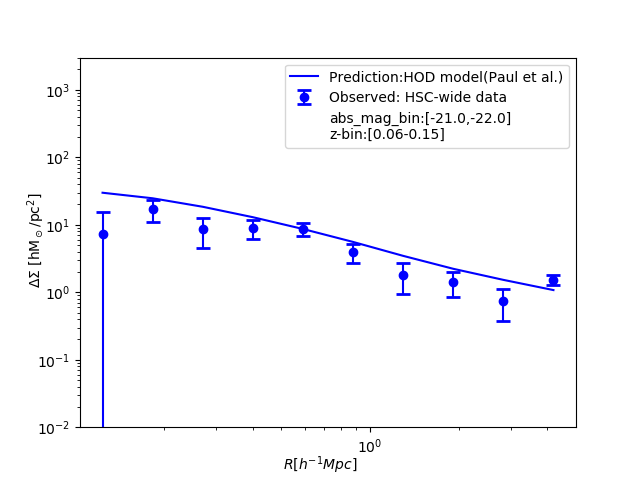 Prediction:HOD model(Paul et al.)
Observed: HSC-wide data
abs_mag_bin:[-21.0,-22.0]
z-bin:[0.06-0.15]
10³
10²
10¹
10⁰
10⁻¹
10⁻²
ΔΣ [hM☉/pc²]
10⁰
R[h⁻¹Mpc]